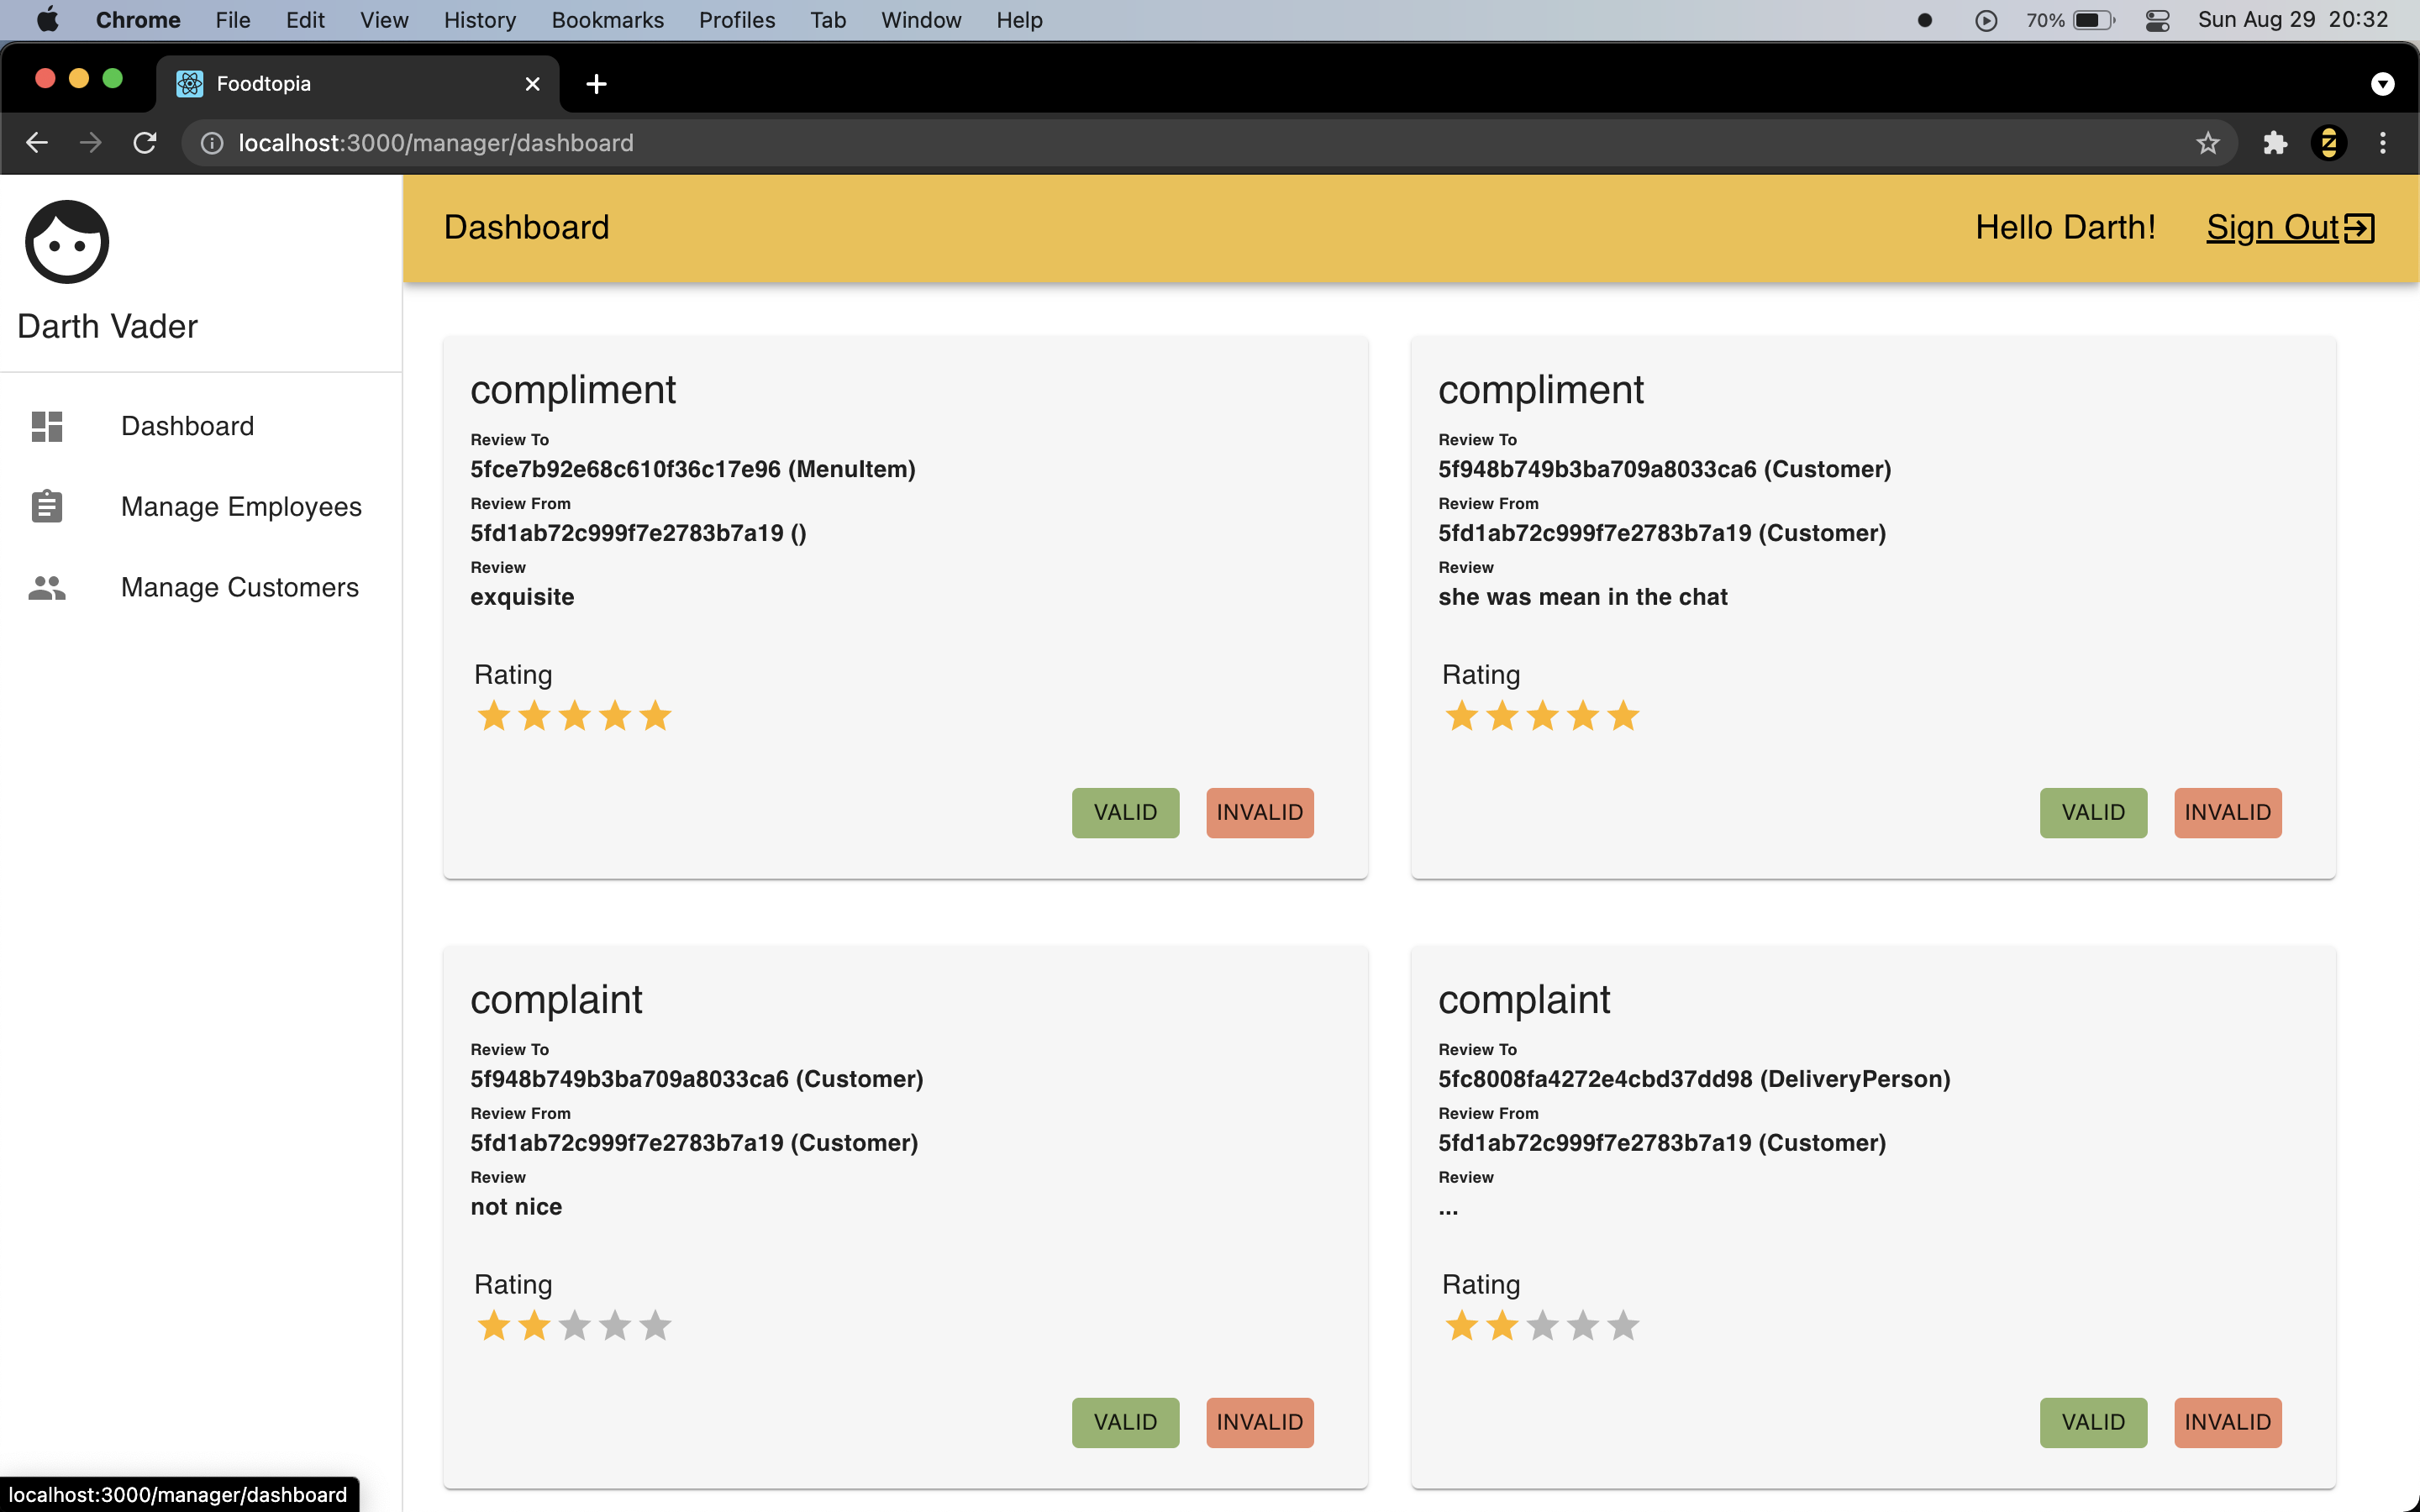 Chrome File Edit View History Bookmarks Profiles Tab Window Help 70% Sun Aug 29 20:32
Foodtopia
localhost:3000/manager/dashboard
Darth Vader
Dashboard
Manage Employees
Manage Customers
Dashboard Hello Darth! Sign Out
compliment
Review To
5fce7b92e68c610f36c17e96 (MenuItem)
Review From
5fd1ab72c999f7e2783b7a19 ()
Review
exquisite
Rating
VALID INVALID
compliment
Review To
5f948b749b3ba709a8033ca6 (Customer)
Review From
5fd1ab72c999f7e2783b7a19 (Customer)
Review
she was mean in the chat
Rating
VALID INVALID
complaint
Review To
5f948b749b3ba709a8033ca6 (Customer)
Review From
5fd1ab72c999f7e2783b7a19 (Customer)
Review
not nice
Rating
VALID INVALID
complaint
Review To
5fc8008fa4272e4cbd37dd98 (DeliveryPerson)
Review From
5fd1ab72c999f7e2783b7a19 (Customer)
Review
...
Rating
VALID INVALID
localhost:3000/manager/dashboard